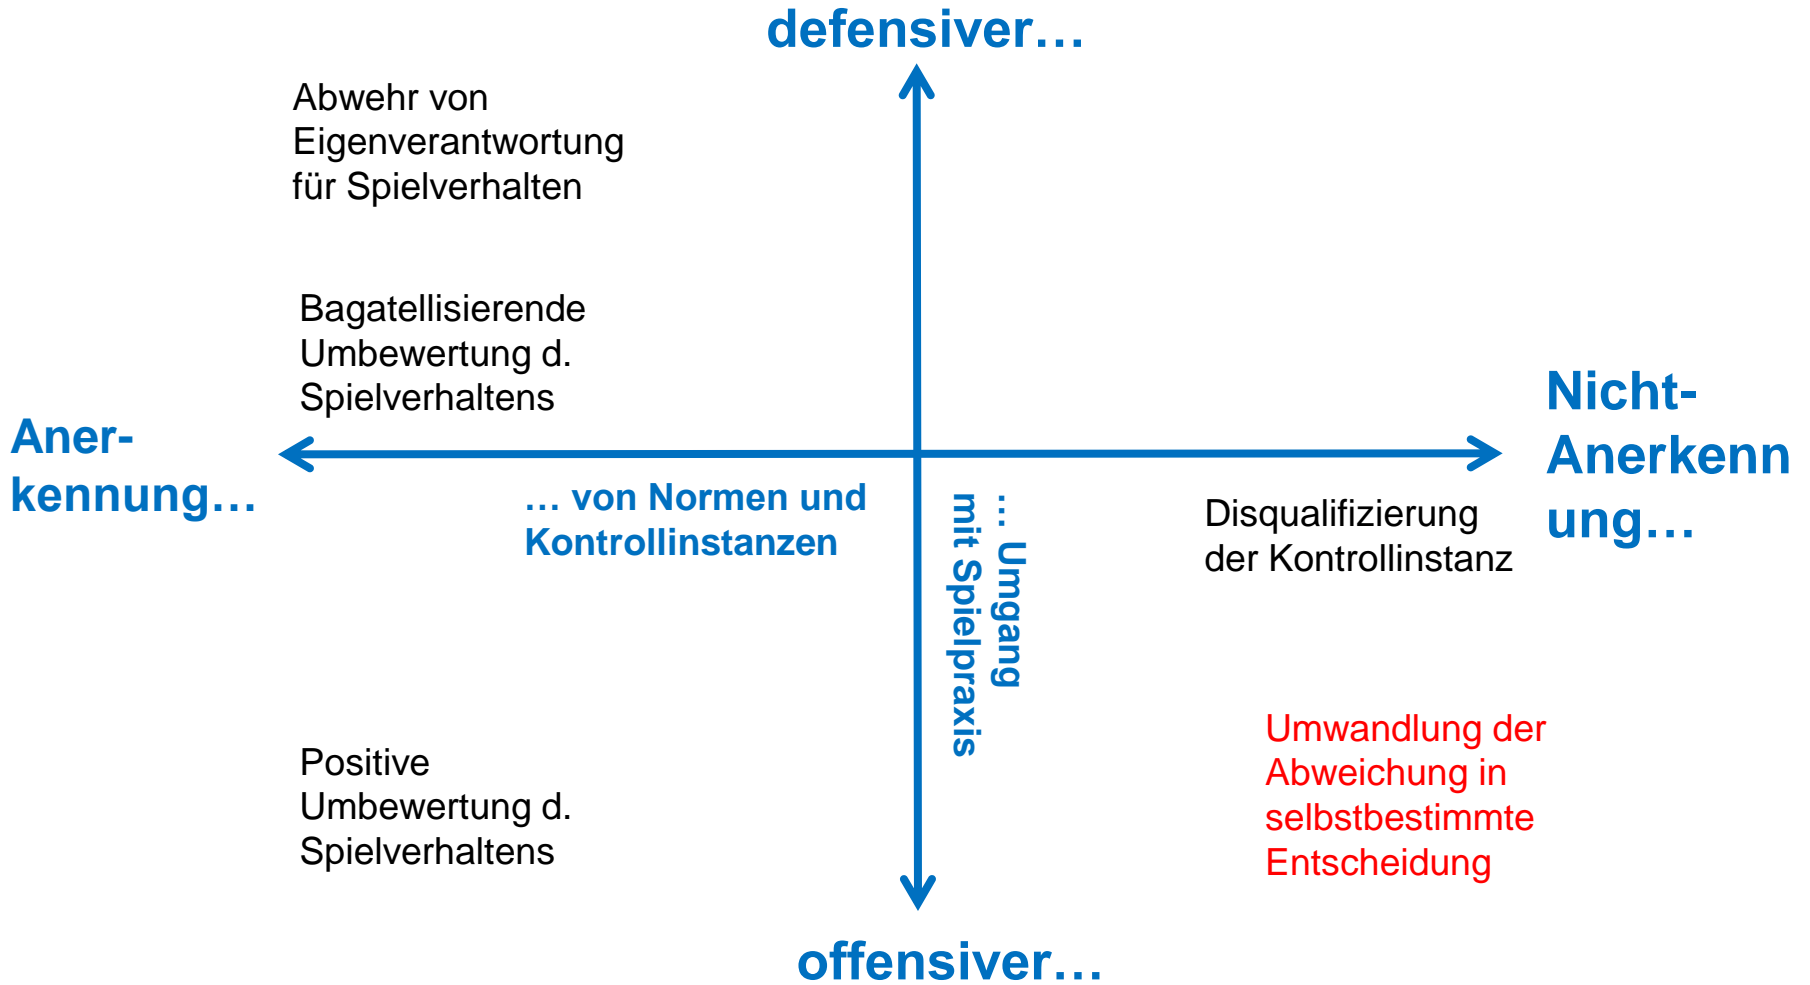 defensiver…
Abwehr von
Eigenverantwortung
für Spielverhalten
Bagatellisierende
Umbewertung d.
Spielverhaltens
Aner-
kennung…
Nicht-
Anerkenn
ung…
… von Normen und
Kontrollinstanzen
… Umgang
mit Spielpraxis
Disqualifizierung
der Kontrollinstanz
Positive
Umbewertung d.
Spielverhaltens
Umwandlung der
Abweichung in
selbstbestimmte
Entscheidung
offensiver…